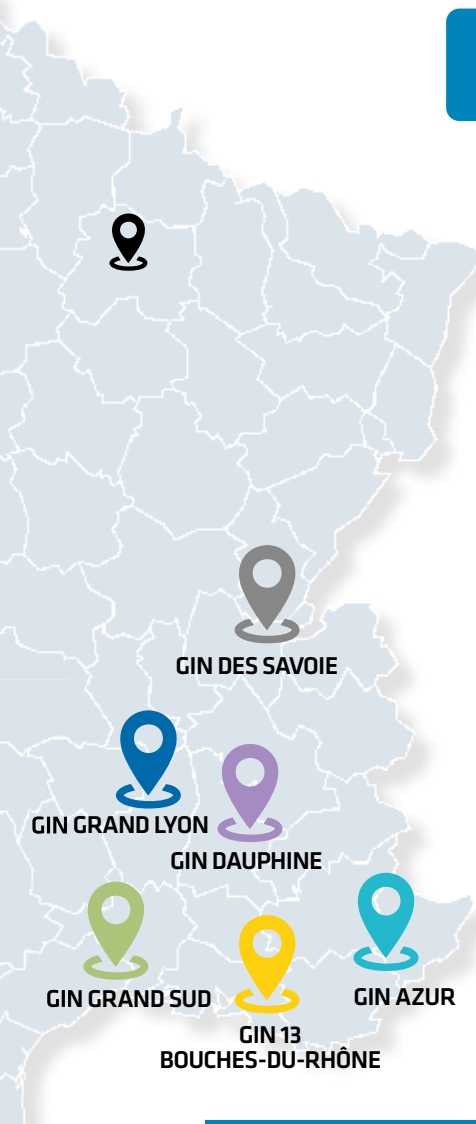 GIN DES SAVOIE
GIN GRAND LYON
GIN DAUPHINE
GIN GRAND SUD
GIN AZUR
GIN 13
BOUCHES-DU-RHÔNE